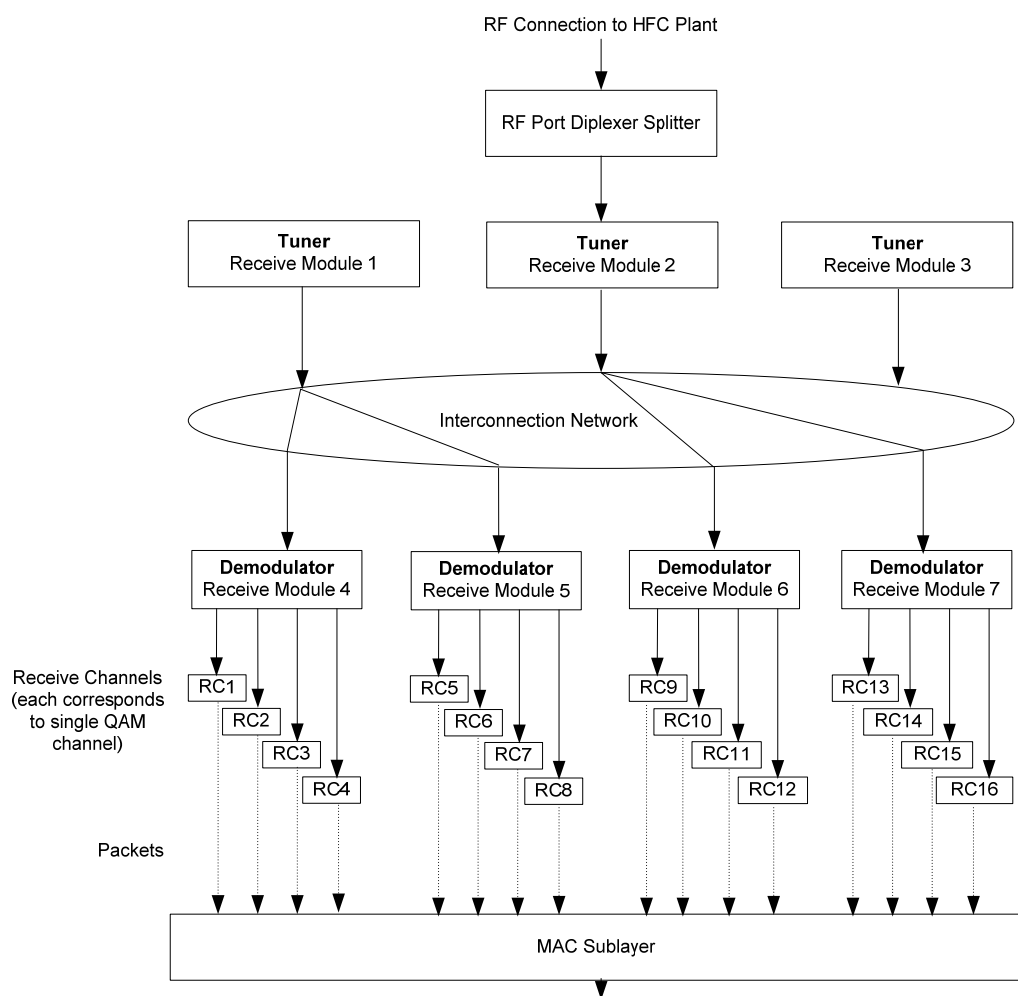 RF Connection to HFC Plant
RF Port Diplexer Splitter
Tuner
Receive Module 1
Tuner
Receive Module 2
Tuner
Receive Module 3
Interconnection Network
Demodulator
Receive Module 4
Demodulator
Receive Module 5
Demodulator
Receive Module 6
Demodulator
Receive Module 7
Receive Channels
(each corresponds
to single QAM
channel)
RC1
RC2
RC3
RC4
RC5
RC6
RC7
RC8
RC9
RC10
RC11
RC12
RC13
RC14
RC15
RC16
Packets
MAC Sublayer